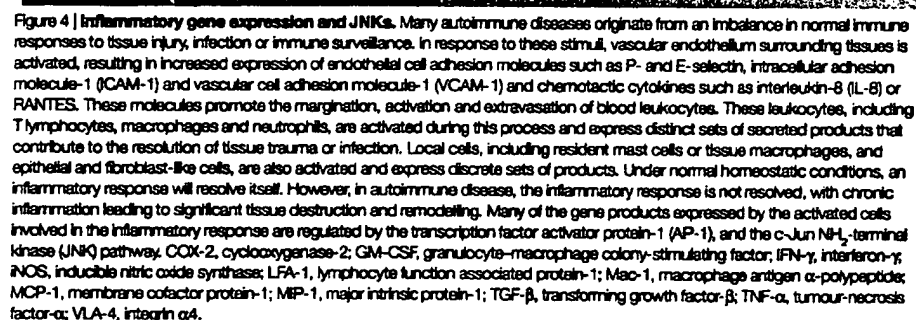 Figure 4 | Inflammatory gene expression and JNKs. Many autoimmune diseases originate from an imbalance in normal immune
responses to tissue injury, infection or immune surveillance. In response to these stimuli, vascular endothelium surrounding tissues is
activated, resulting in increased expression of endothelial cell adhesion molecules such as P- and E-selectin, intracellular adhesion
molecule-1 (ICAM-1) and vascular cell adhesion molecule-1 (VCAM-1) and chemotactic cytokines such as interleukin-8 (IL-8) or
RANTES. These molecules promote the margination, activation and extravasation of blood leukocytes. These leukocytes, including
T lymphocytes, macrophages and neutrophils, are activated during this process and express distinct sets of secreted products that
contribute to the resolution of tissue trauma or infection. Local cells, including resident mast cells or tissue macrophages, and
epithelial and fibroblast-like cells, are also activated and express discrete sets of products. Under normal homeostatic conditions, an
inflammatory response will resolve itself. However, in autoimmune disease, the inflammatory response is not resolved, with chronic
inflammation leading to significant tissue destruction and remodelling. Many of the gene products expressed by the activated cells
involved in the inflammatory response are regulated by the transcription factor activator protein-1 (AP-1), and the c-Jun NH₂-terminal
kinase (JNK) pathway. COX-2, cyclooxygenase-2; GM-CSF, granulocyte-macrophage colony-stimulating factor; IFN-γ, interferon-γ;
iNOS, inducible nitric oxide synthase; LFA-1, lymphocyte function associated protein-1; Mac-1, macrophage antigen α-polypeptide;
MCP-1, membrane cofactor protein-1; MIP-1, major intrinsic protein-1; TGF-β, transforming growth factor-β; TNF-α, tumour-necrosis
factor-α; VLA-4, integrin α4.